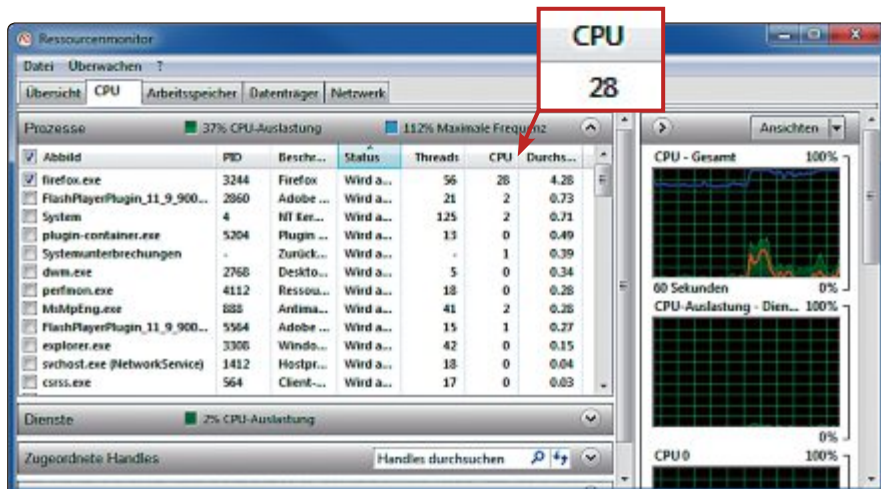 CPU
28
Ressourcenmonitor
Datei Überwachen ?
Übersicht CPU Arbeitsspeicher Datenträger Netzwerk
Prozesse 37% CPU-Auslastung 112% Maximale Frequenz
Abbild PID Beschr... Status Threads CPU Durchs...
firefox.exe 3244 Firefox Wird a... 56 28 4.28
FlashPlayerPlugin_11_9_900... 2860 Adobe ... Wird a... 21 2 0.73
System 4 NT Ker... Wird a... 125 2 0.71
plugin-container.exe 5204 Plugin ... Wird a... 13 0 0.49
Systemunterbrechungen - Zurück... Wird a... - 1 0.39
dwm.exe 2768 Deskto... Wird a... 5 0 0.34
perfmon.exe 4112 Ressou... Wird a... 18 0 0.28
MsMpEng.exe 888 Antima... Wird a... 41 2 0.28
FlashPlayerPlugin_11_9_900... 5564 Adobe ... Wird a... 15 1 0.27
explorer.exe 3308 Windo... Wird a... 42 0 0.15
svchost.exe (NetworkService) 1412 Hostpr... Wird a... 18 0 0.04
csrss.exe 564 Client-... Wird a... 17 0 0.03
Dienste 2% CPU-Auslastung
Zugeordnete Handles Handles durchsuchen
Ansichten
CPU - Gesamt 100%
60 Sekunden 0%
CPU-Auslastung - Dien... 100%
0%
CPU 0 100%